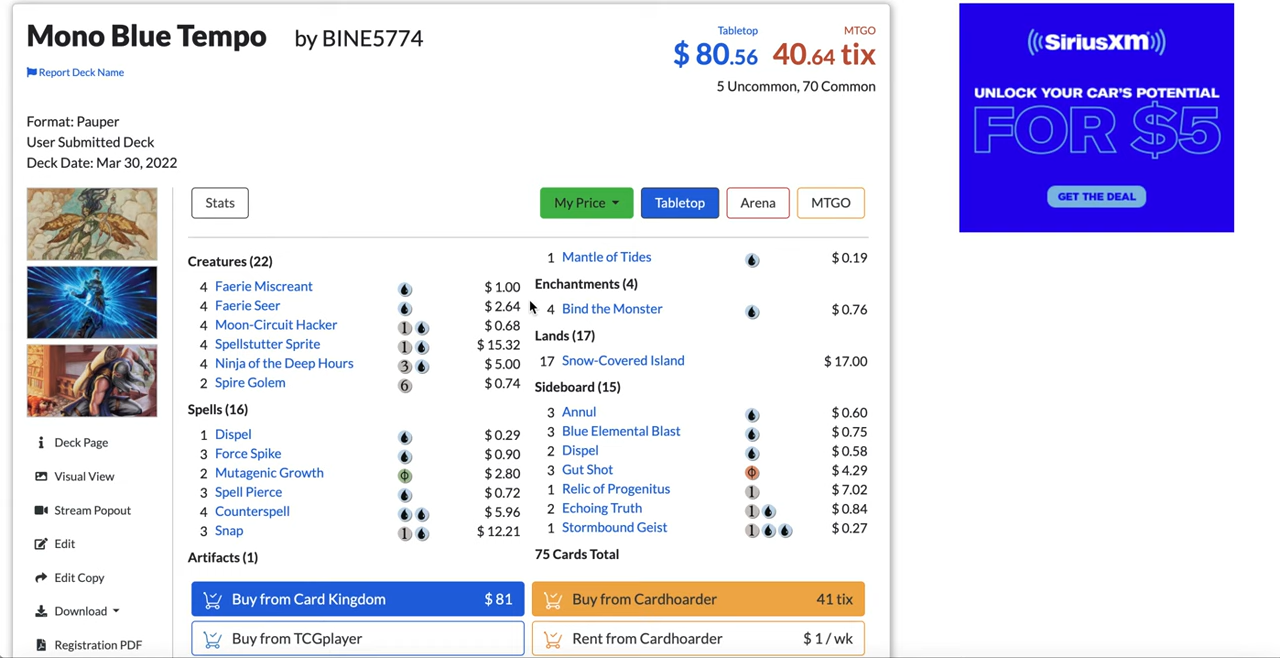 Mono Blue Tempo by BINE5774
Report Deck Name
Tabletop
$ 80.56
MTGO
40.64 tix
5 Uncommon, 70 Common
Format: Pauper
User Submitted Deck
Deck Date: Mar 30, 2022
Stats
My Price
Tabletop
Arena
MTGO
Creatures (22)
4 Faerie Miscreant $ 1.00
4 Faerie Seer $ 2.64
4 Moon-Circuit Hacker 1 $ 0.68
4 Spellstutter Sprite 1 $ 15.32
4 Ninja of the Deep Hours 3 $ 5.00
2 Spire Golem 6 $ 0.74
Spells (16)
1 Dispel $ 0.29
3 Force Spike $ 0.90
2 Mutagenic Growth $ 2.80
3 Spell Pierce $ 0.72
4 Counterspell $ 5.96
3 Snap 1 $ 12.21
Artifacts (1)
1 Mantle of Tides $ 0.19
Enchantments (4)
4 Bind the Monster $ 0.76
Lands (17)
17 Snow-Covered Island $ 17.00
Sideboard (15)
3 Annul $ 0.60
3 Blue Elemental Blast $ 0.75
2 Dispel $ 0.58
3 Gut Shot $ 4.29
1 Relic of Progenitus 1 $ 7.02
2 Echoing Truth 1 $ 0.84
1 Stormbound Geist 1 $ 0.27
75 Cards Total
Buy from Card Kingdom $ 81
Buy from Cardhoarder 41 tix
Buy from TCGplayer
Rent from Cardhoarder $ 1 / wk
Deck Page
Visual View
Stream Popout
Edit
Edit Copy
Download
Registration PDF
((SiriusXM))
UNLOCK YOUR CAR'S POTENTIAL
FOR $5
GET THE DEAL